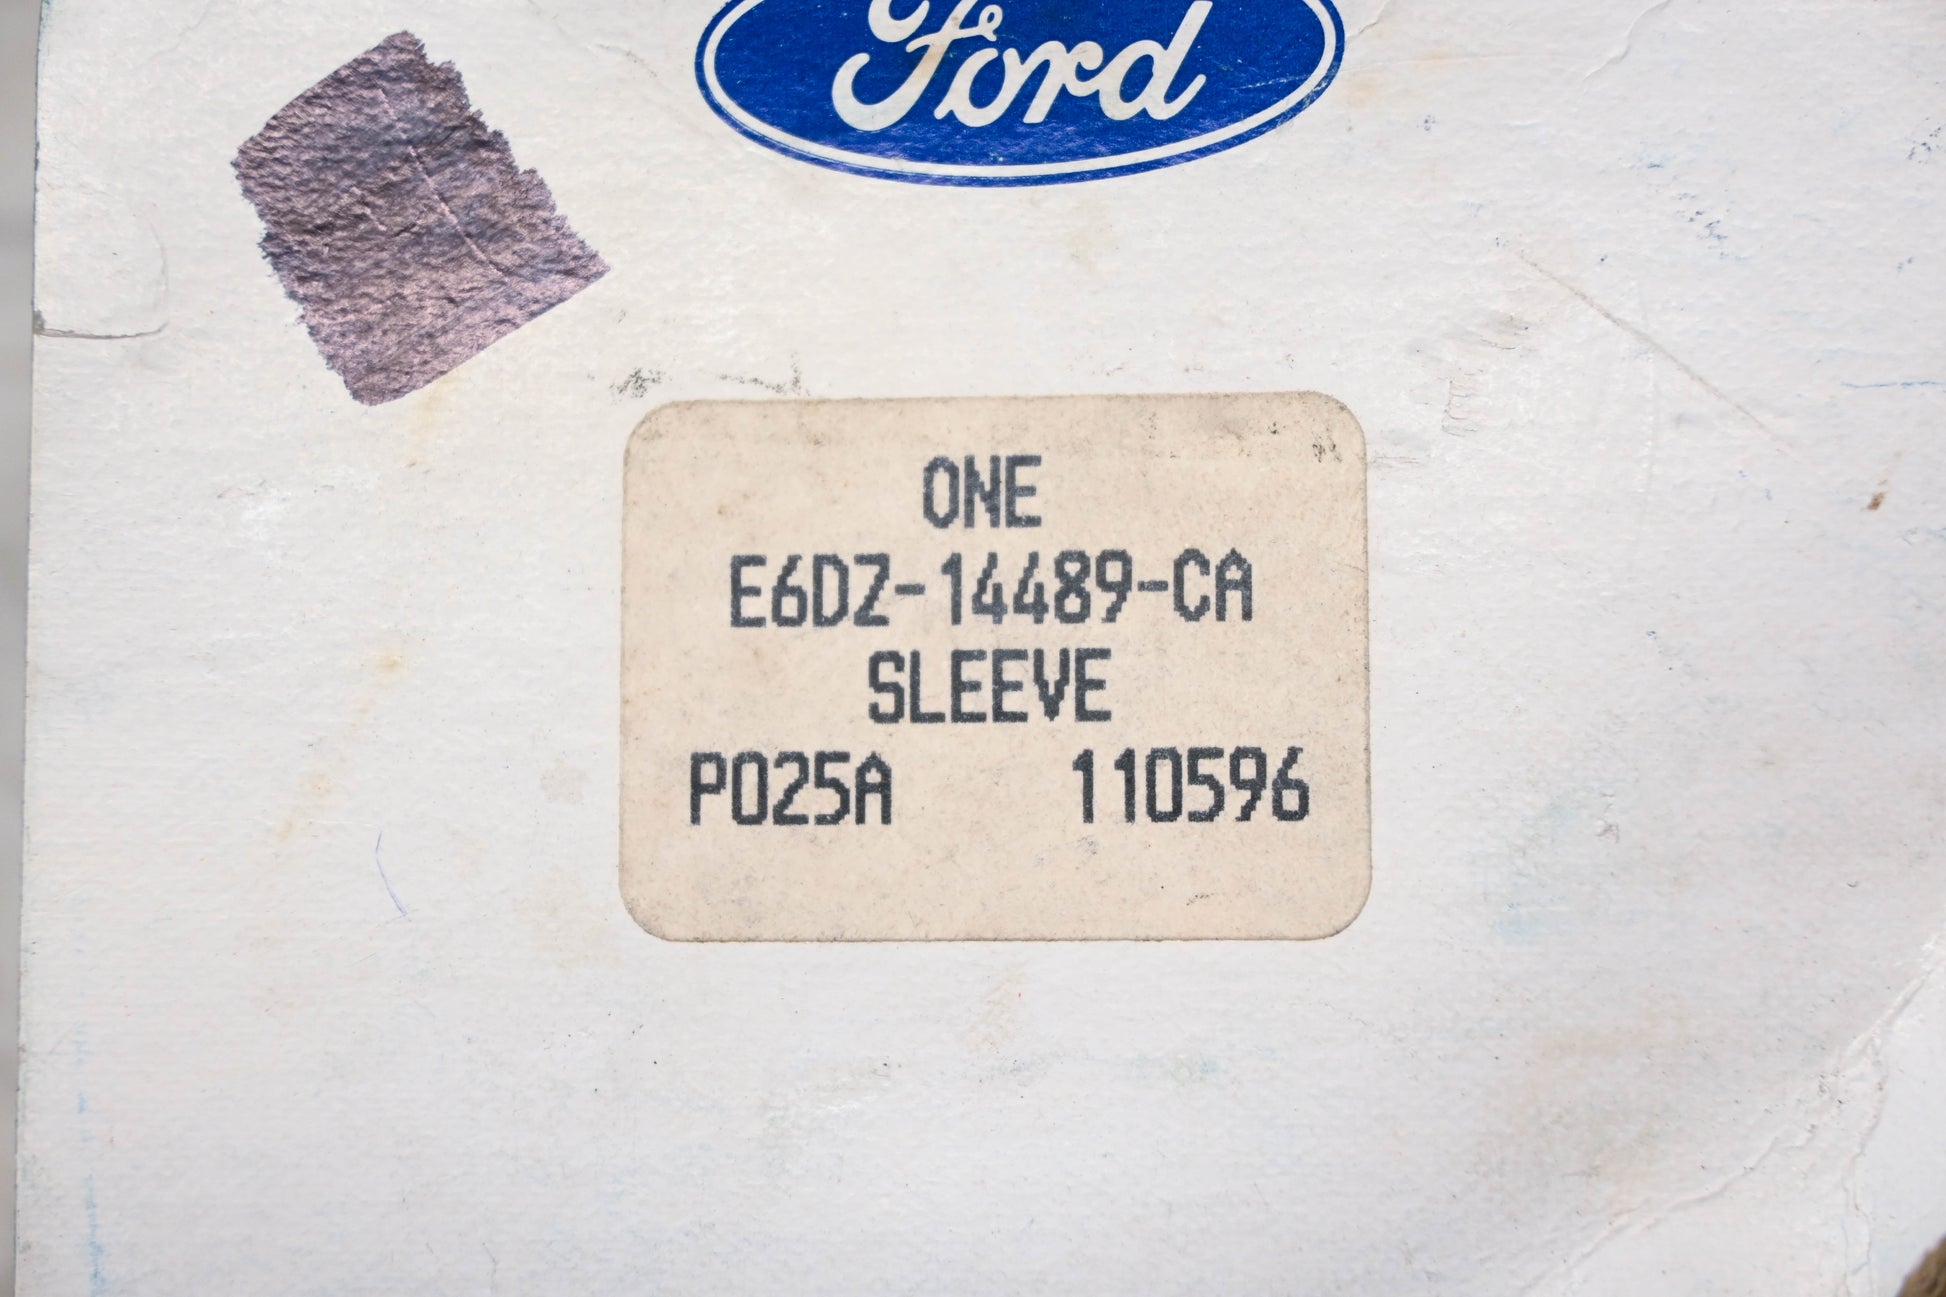 Ford
ONE
E6DZ-14489-CA
SLEEVE
P025A 110596